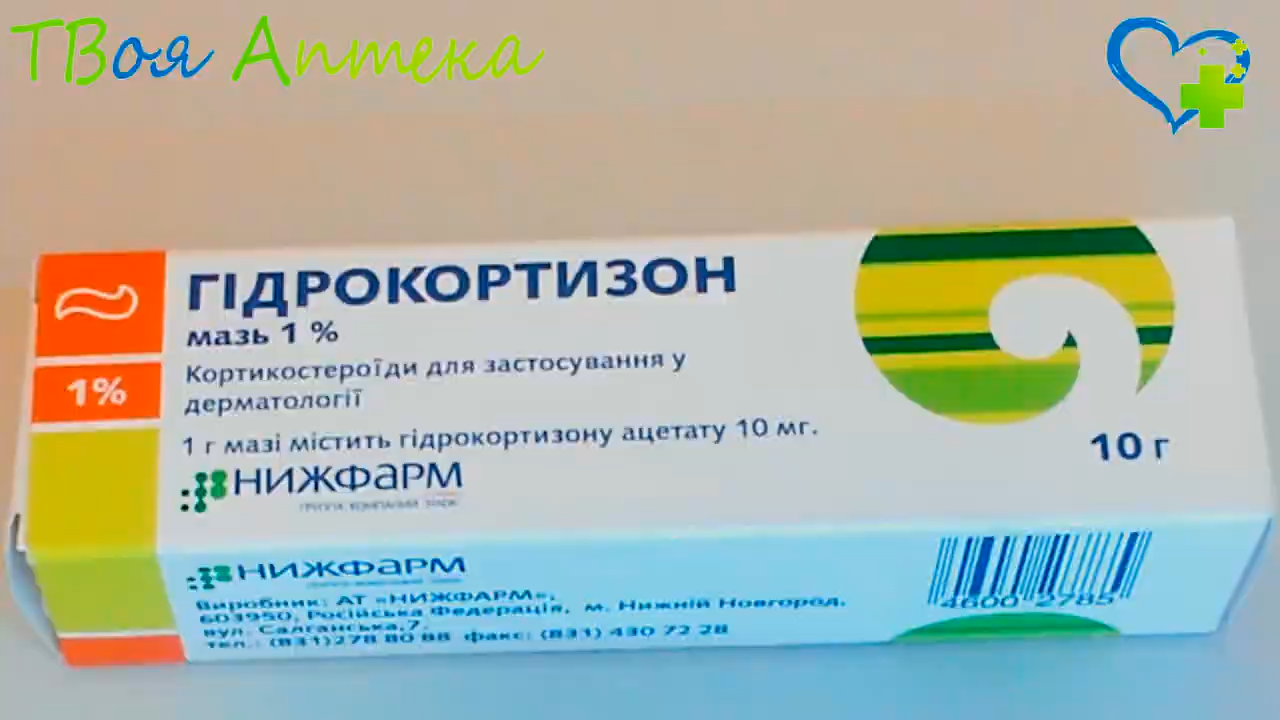 ТВоя Аптека
ГІДРОКОРТИЗОН
мазь 1 %
1%
Кортикостероїди для застосування у
дерматології
1 г мазі містить гідрокортизону ацетату 10 мг.
10 г
НИЖФАРМ
НИЖФАРМ
Виробник: АТ «НИЖФАРМ»,
603950, Російська Федерація, м. Нижній Новгород,
вул. Салганська,7.
тел.: (831)278 80 88 факс: (831) 430 72 28
4600 2785